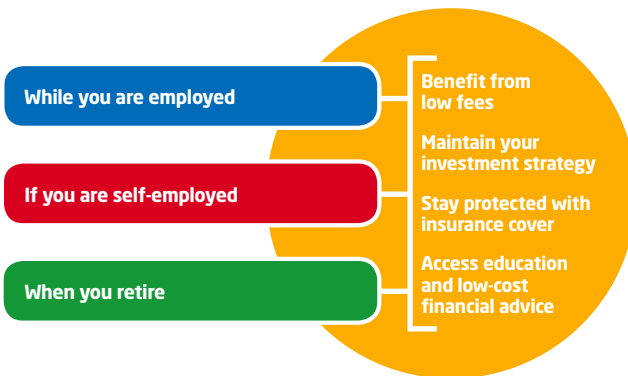 While you are employed
If you are self-employed
When you retire
Benefit from
low fees
Maintain your
investment strategy
Stay protected with
insurance cover
Access education
and low-cost
financial advice